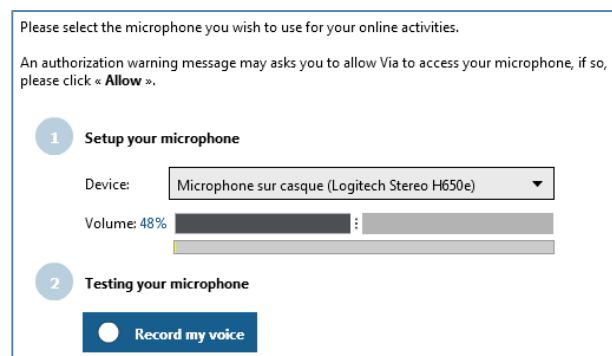 Please select the microphone you wish to use for your online activities.
An authorization warning message may asks you to allow Via to access your microphone, if so,
please click « Allow ».
1 Setup your microphone
Device: Microphone sur casque (Logitech Stereo H650e)
Volume: 48%
2 Testing your microphone
Record my voice